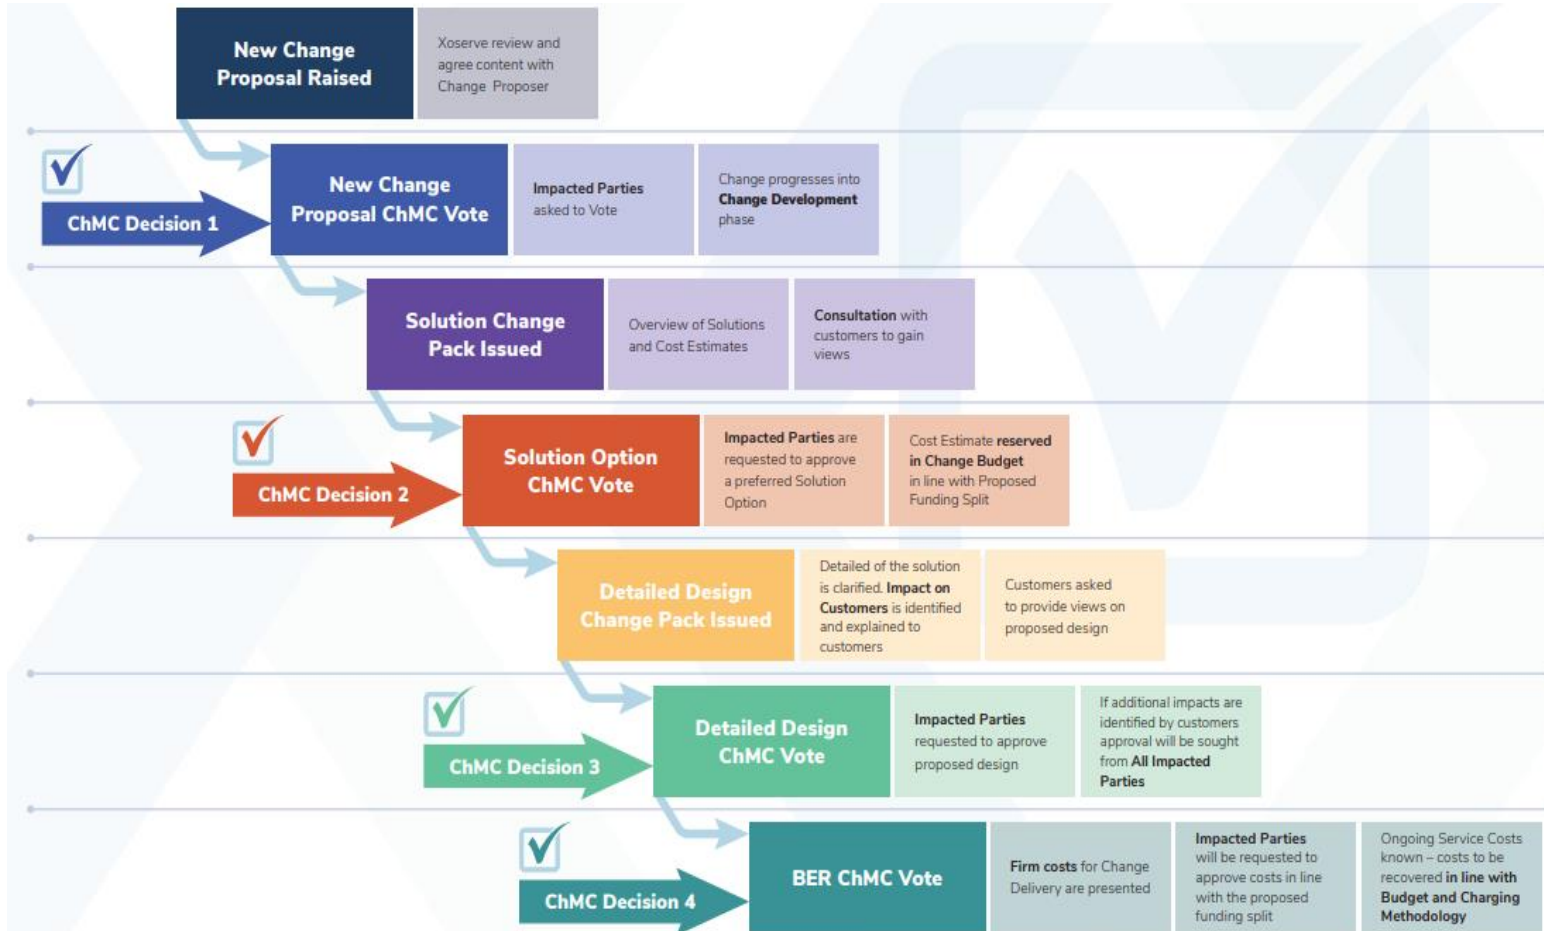 New Change
Proposal Raised
Xoserve review and
agree content with
Change Proposer
ChMC Decision 1
New Change
Proposal ChMC Vote
Impacted Parties
asked to Vote
Change progresses into
Change Development
phase
Solution Change
Pack Issued
Overview of Solutions
and Cost Estimates
Consultation with
customers to gain
views
ChMC Decision 2
Solution Option
ChMC Vote
Impacted Parties are
requested to approve
a preferred Solution
Option
Cost Estimate reserved
in Change Budget
in line with Proposed
Funding Split
Detailed Design
Change Pack Issued
Detailed of the solution
is clarified. Impact on
Customers is identified
and explained to
customers
Customers asked
to provide views on
proposed design
ChMC Decision 3
Detailed Design
ChMC Vote
Impacted Parties
requested to approve
proposed design
If additional impacts are
identified by customers
approval will be sought
from All Impacted
Parties
ChMC Decision 4
BER ChMC Vote
Firm costs for Change
Delivery are presented
Impacted Parties
will be requested to
approve costs in line
with the proposed
funding split
Ongoing Service Costs
known – costs to be
recovered in line with
Budget and Charging
Methodology